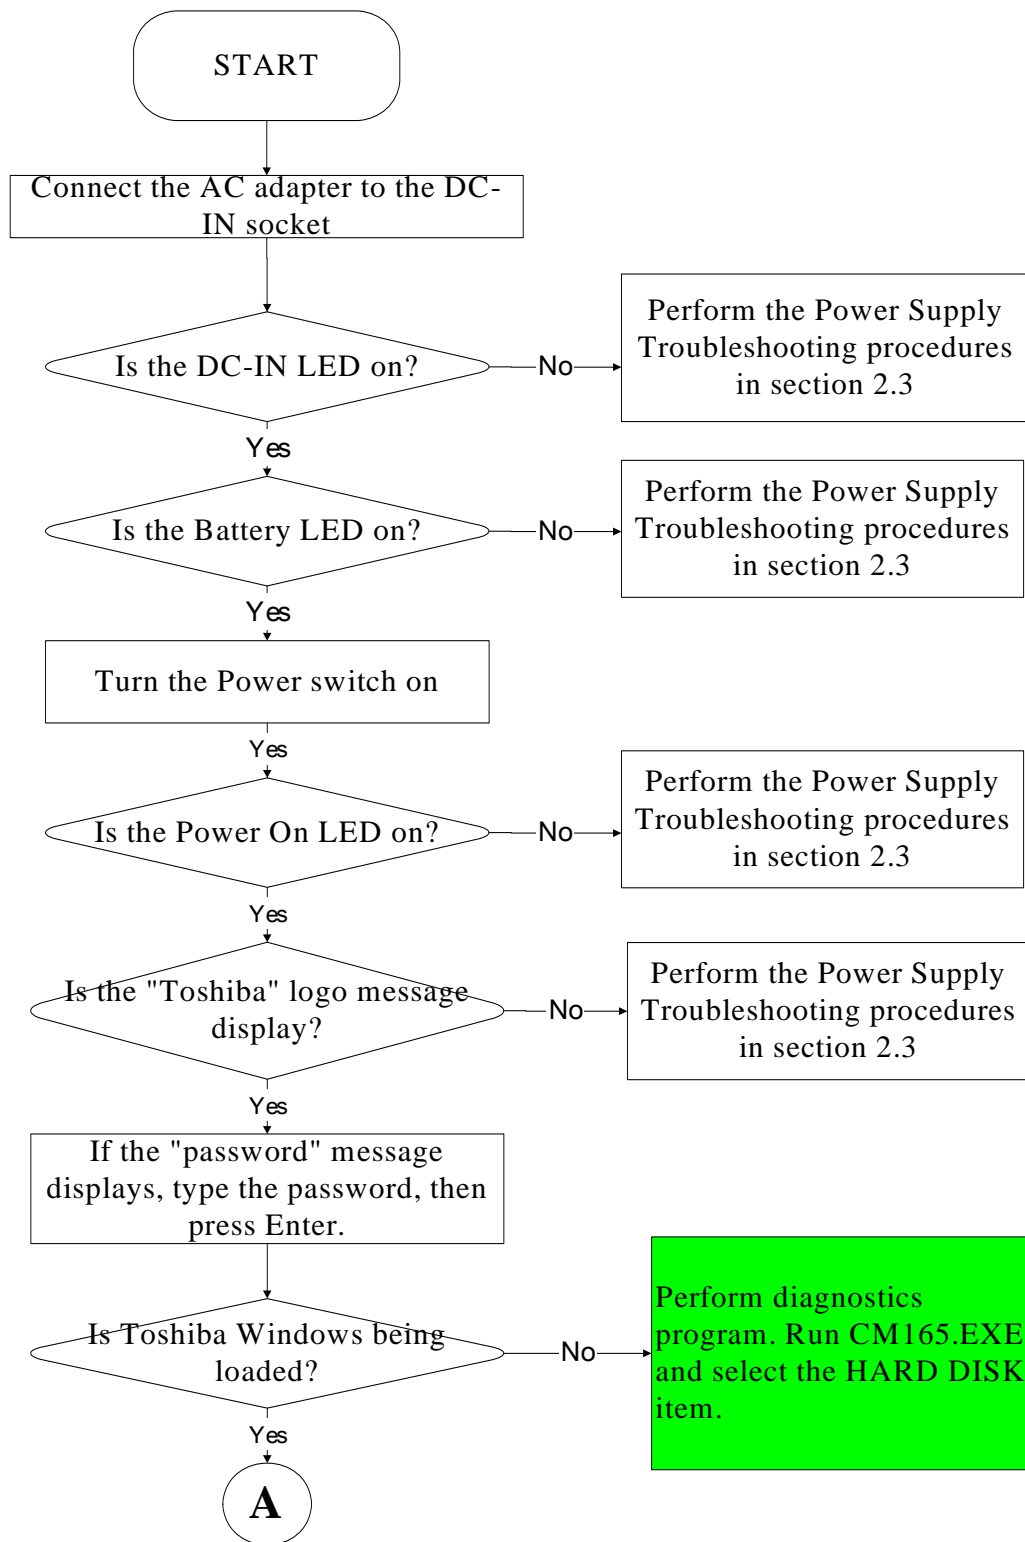 START
Connect the AC adapter to the DC-
IN socket
Is the DC-IN LED on?
No
Perform the Power Supply
Troubleshooting procedures
in section 2.3
Yes
Is the Battery LED on?
No
Perform the Power Supply
Troubleshooting procedures
in section 2.3
Yes
Turn the Power switch on
Yes
Is the Power On LED on?
No
Perform the Power Supply
Troubleshooting procedures
in section 2.3
Yes
Is the "Toshiba" logo message
display?
No
Perform the Power Supply
Troubleshooting procedures
in section 2.3
Yes
If the "password" message
displays, type the password, then
press Enter.
Is Toshiba Windows being
loaded?
No
Perform diagnostics
program. Run CM165.EXE
and select the HARD DISK
item.
Yes
A